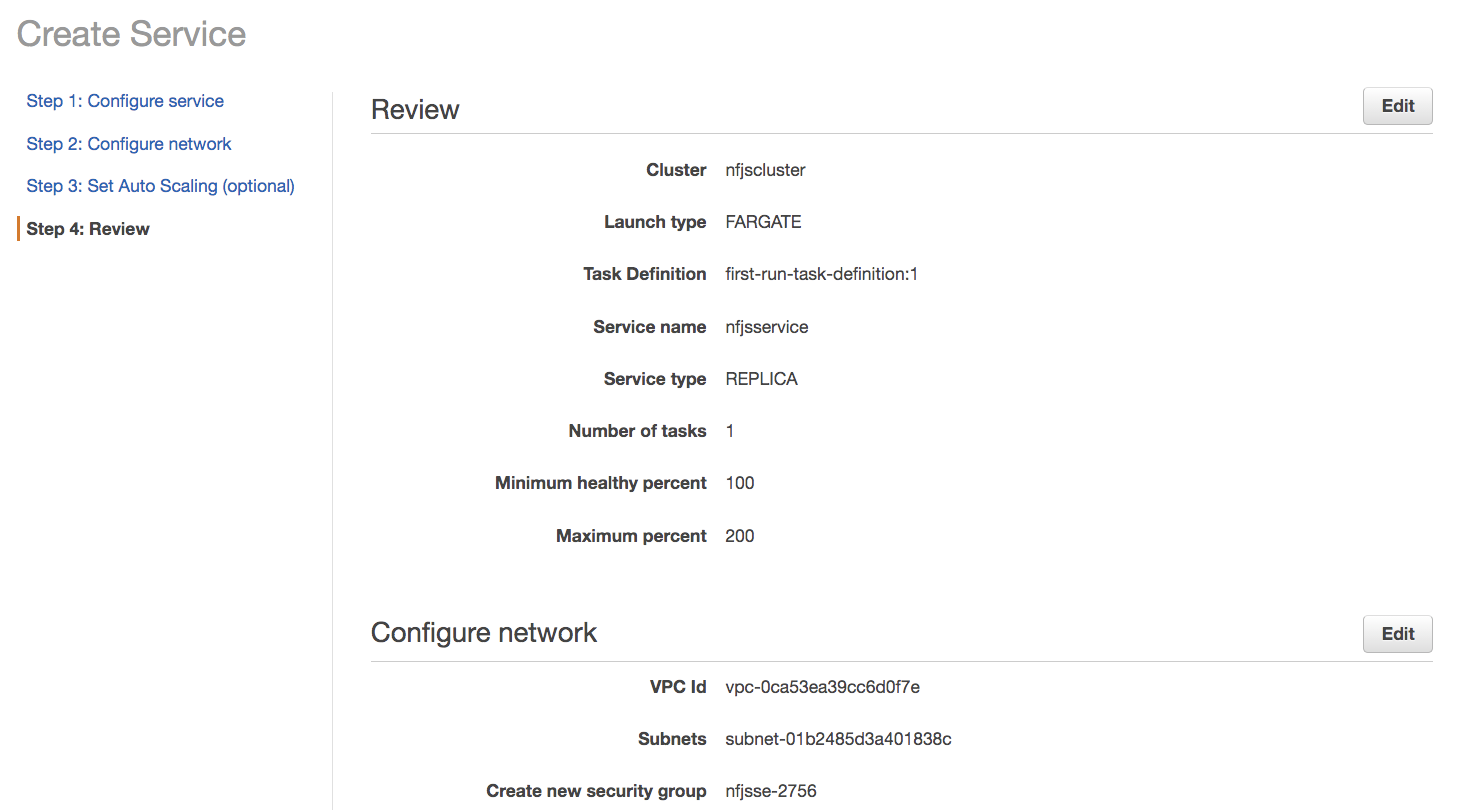 Create Service
Step 1: Configure service
Step 2: Configure network
Step 3: Set Auto Scaling (optional)
Step 4: Review
Review
Edit
Cluster nfjscluster
Launch type FARGATE
Task Definition first-run-task-definition:1
Service name nfjsservice
Service type REPLICA
Number of tasks 1
Minimum healthy percent 100
Maximum percent 200
Configure network
Edit
VPC Id vpc-0ca53ea39cc6d0f7e
Subnets subnet-01b2485d3a401838c
Create new security group nfjsse-2756